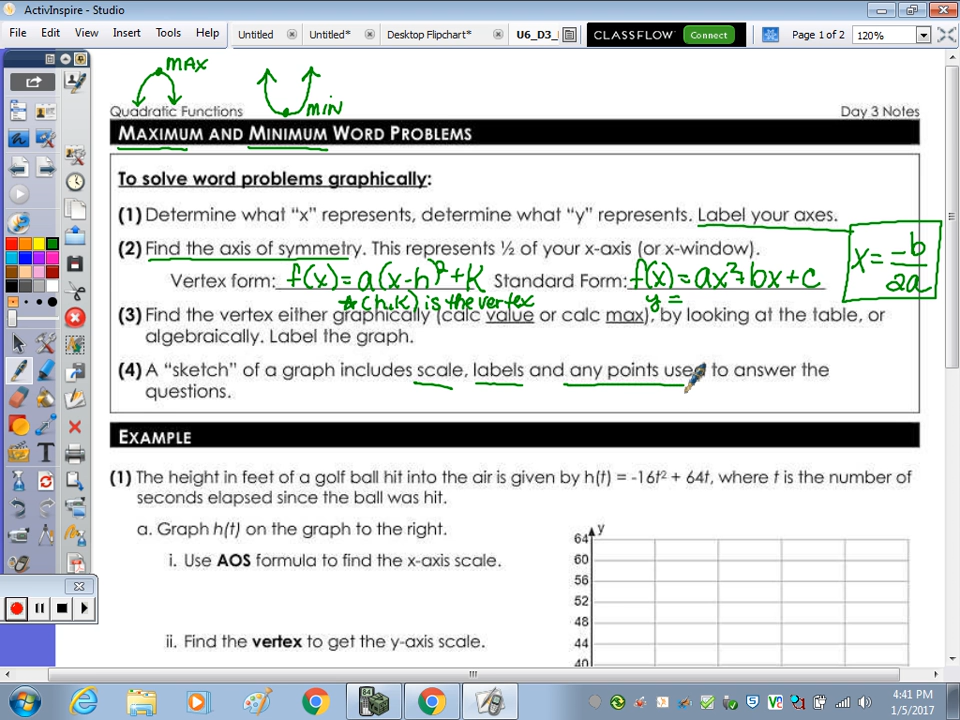 ActivInspire - Studio
File Edit View Insert Tools Help Untitled Untitled* Desktop Flipchart* U6_D3_ CLASSFLOW Connect Page 1 of 2 120%
MAX
MIN
Quadratic Functions Day 3 Notes
MAXIMUM AND MINIMUM WORD PROBLEMS
To solve word problems graphically:
(1) Determine what “x” represents, determine what “y” represents. Label your axes.
(2) Find the axis of symmetry. This represents ½ of your x-axis (or x-window).
x = -b/2a
Vertex form: f(x) = a(x-h)²+K Standard Form: f(x) = ax²+bx+c
*(h,K) is the vertex y =
(3) Find the vertex either graphically (calc value or calc max), by looking at the table, or
algebraically. Label the graph.
(4) A “sketch” of a graph includes scale, labels and any points used to answer the
questions.
EXAMPLE
(1) The height in feet of a golf ball hit into the air is given by h(t) = -16t² + 64t, where t is the number of
seconds elapsed since the ball was hit.
a. Graph h(t) on the graph to the right.
i. Use AOS formula to find the x-axis scale.
ii. Find the vertex to get the y-axis scale.
y
64
60
56
52
48
44
40
4:41 PM
1/5/2017